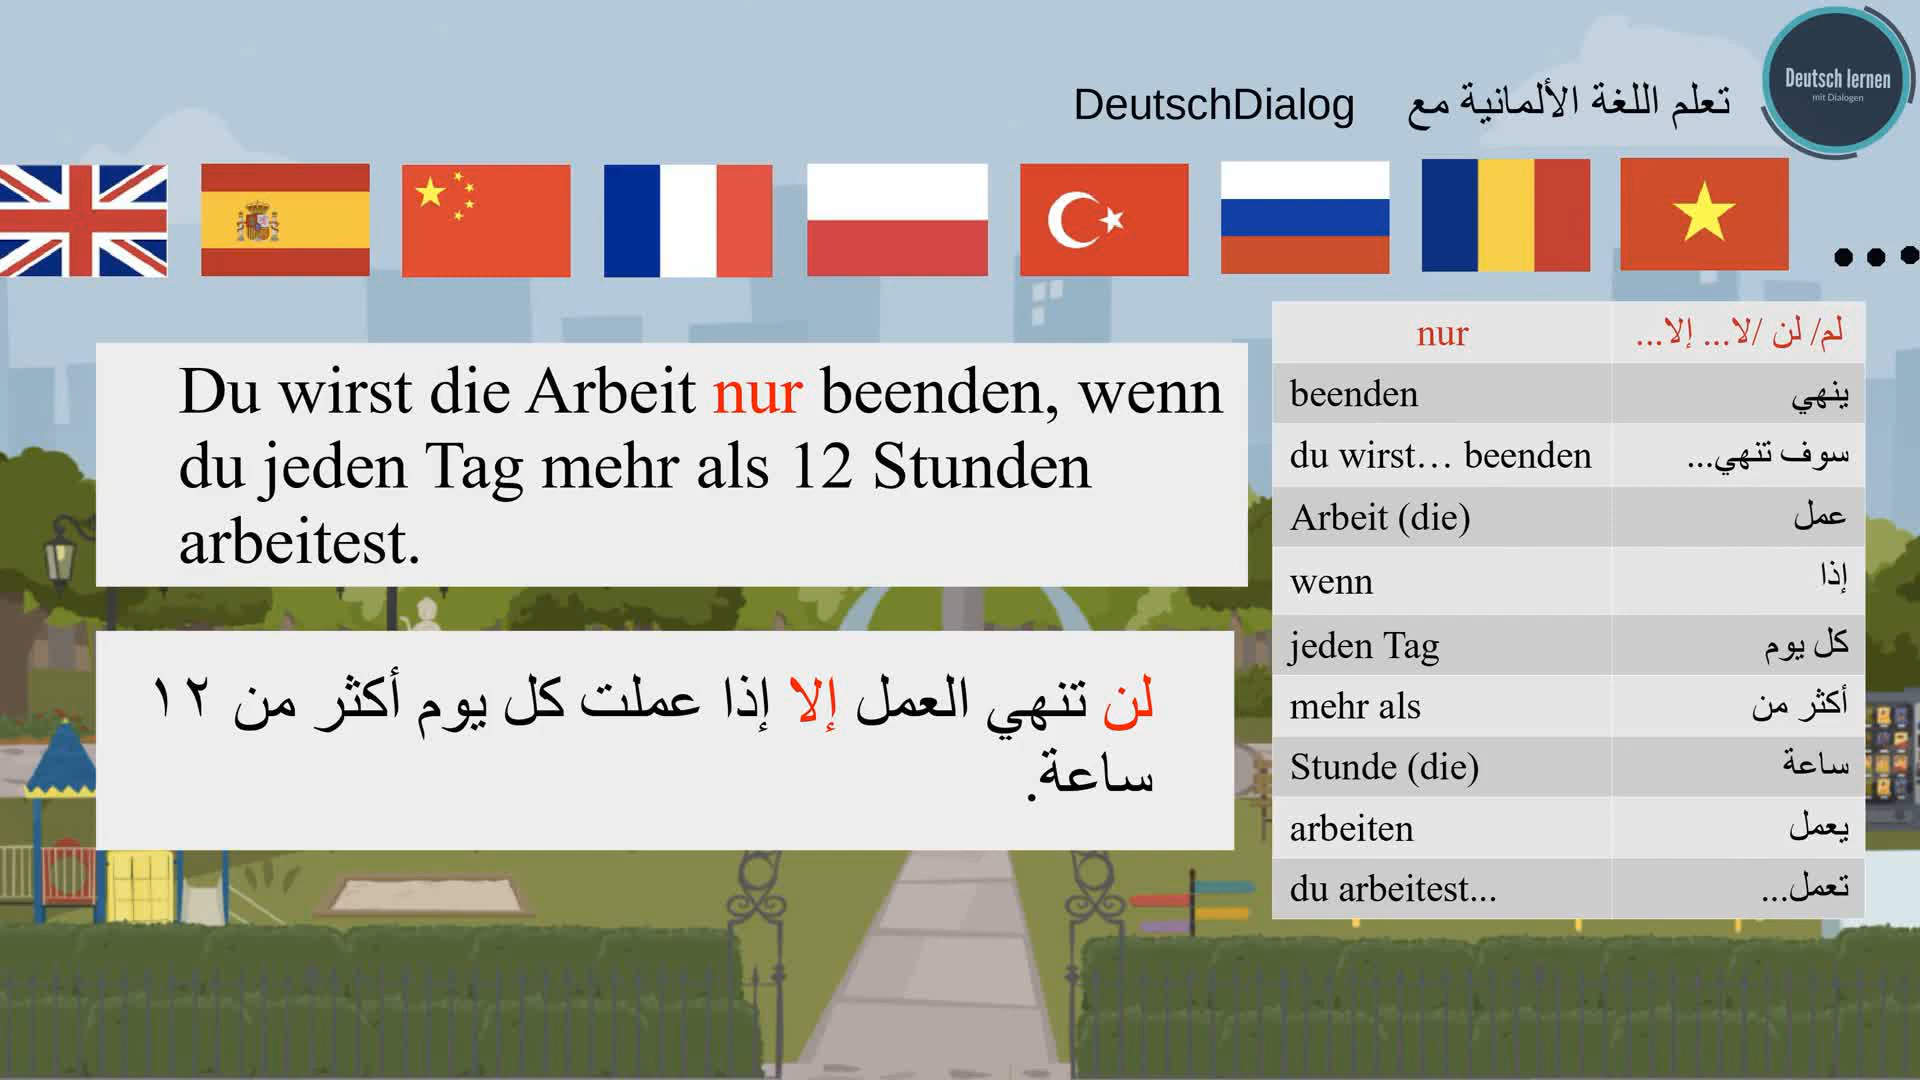 تعلم اللغة الألمانية مع DeutschDialog
Deutsch lernen
mit Dialogen
Du wirst die Arbeit nur beenden, wenn
du jeden Tag mehr als 12 Stunden
arbeitest.
لن تنهي العمل إلا إذا عملت كل يوم أكثر من ١٢
ساعة.
nur لم/ لن /لا... إلا...
beenden ينهي
du wirst… beenden سوف تنهي...
Arbeit (die) عمل
wenn إذا
jeden Tag كل يوم
mehr als أكثر من
Stunde (die) ساعة
arbeiten يعمل
du arbeitest... تعمل...